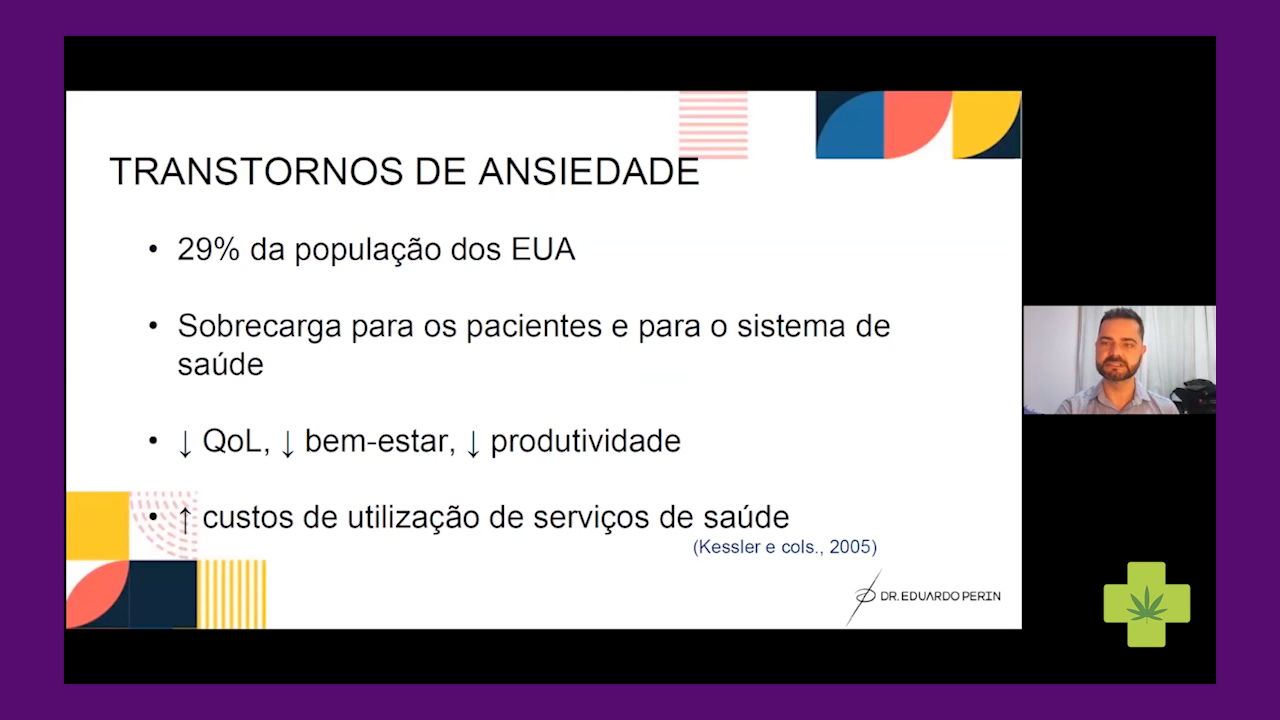 TRANSTORNOS DE ANSIEDADE
• 29% da população dos EUA
• Sobrecarga para os pacientes e para o sistema de
saúde
• ↓ QoL, ↓ bem-estar, ↓ produtividade
• ↑ custos de utilização de serviços de saúde
(Kessler e cols., 2005)
DR. EDUARDO PERIN